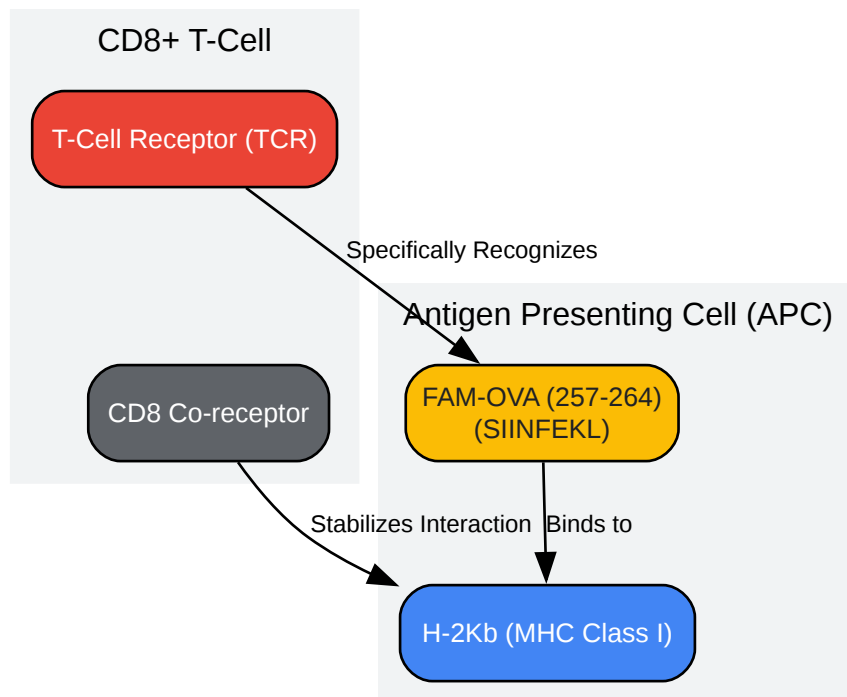 CD8+ T-Cell
T-Cell Receptor (TCR)
Specifically Recognizes
Antigen Presenting Cell (APC)
CD8 Co-receptor
FAM-OVA (257-264)
(SIINFEKL)
Stabilizes Interaction
Binds to
H-2Kb (MHC Class I)